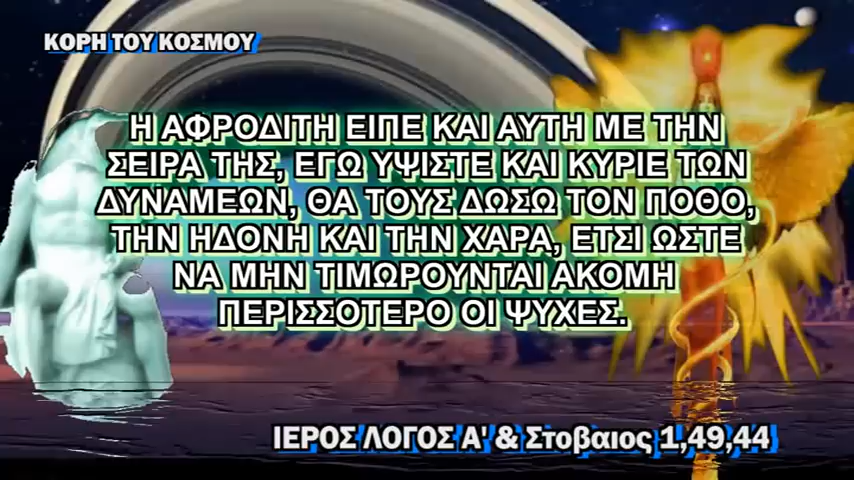 ΚΟΡΗ ΤΟΥ ΚΟΣΜΟΥ
Η ΑΦΡΟΔΙΤΗ ΕΙΠΕ ΚΑΙ ΑΥΤΗ ΜΕ ΤΗΝ
ΣΕΙΡΑ ΤΗΣ, ΕΓΩ ΥΨΙΣΤΕ ΚΑΙ ΚΥΡΙΕ ΤΩΝ
ΔΥΝΑΜΕΩΝ, ΘΑ ΤΟΥΣ ΔΩΣΩ ΤΟΝ ΠΟΘΟ,
ΤΗΝ ΗΔΟΝΗ ΚΑΙ ΤΗΝ ΧΑΡΑ, ΕΤΣΙ ΩΣΤΕ
ΝΑ ΜΗΝ ΤΙΜΩΡΟΥΝΤΑΙ ΑΚΟΜΗ
ΠΕΡΙΣΣΟΤΕΡΟ ΟΙ ΨΥΧΕΣ.
ΙΕΡΟΣ ΛΟΓΟΣ Α' & Στοβαιος 1,49,44